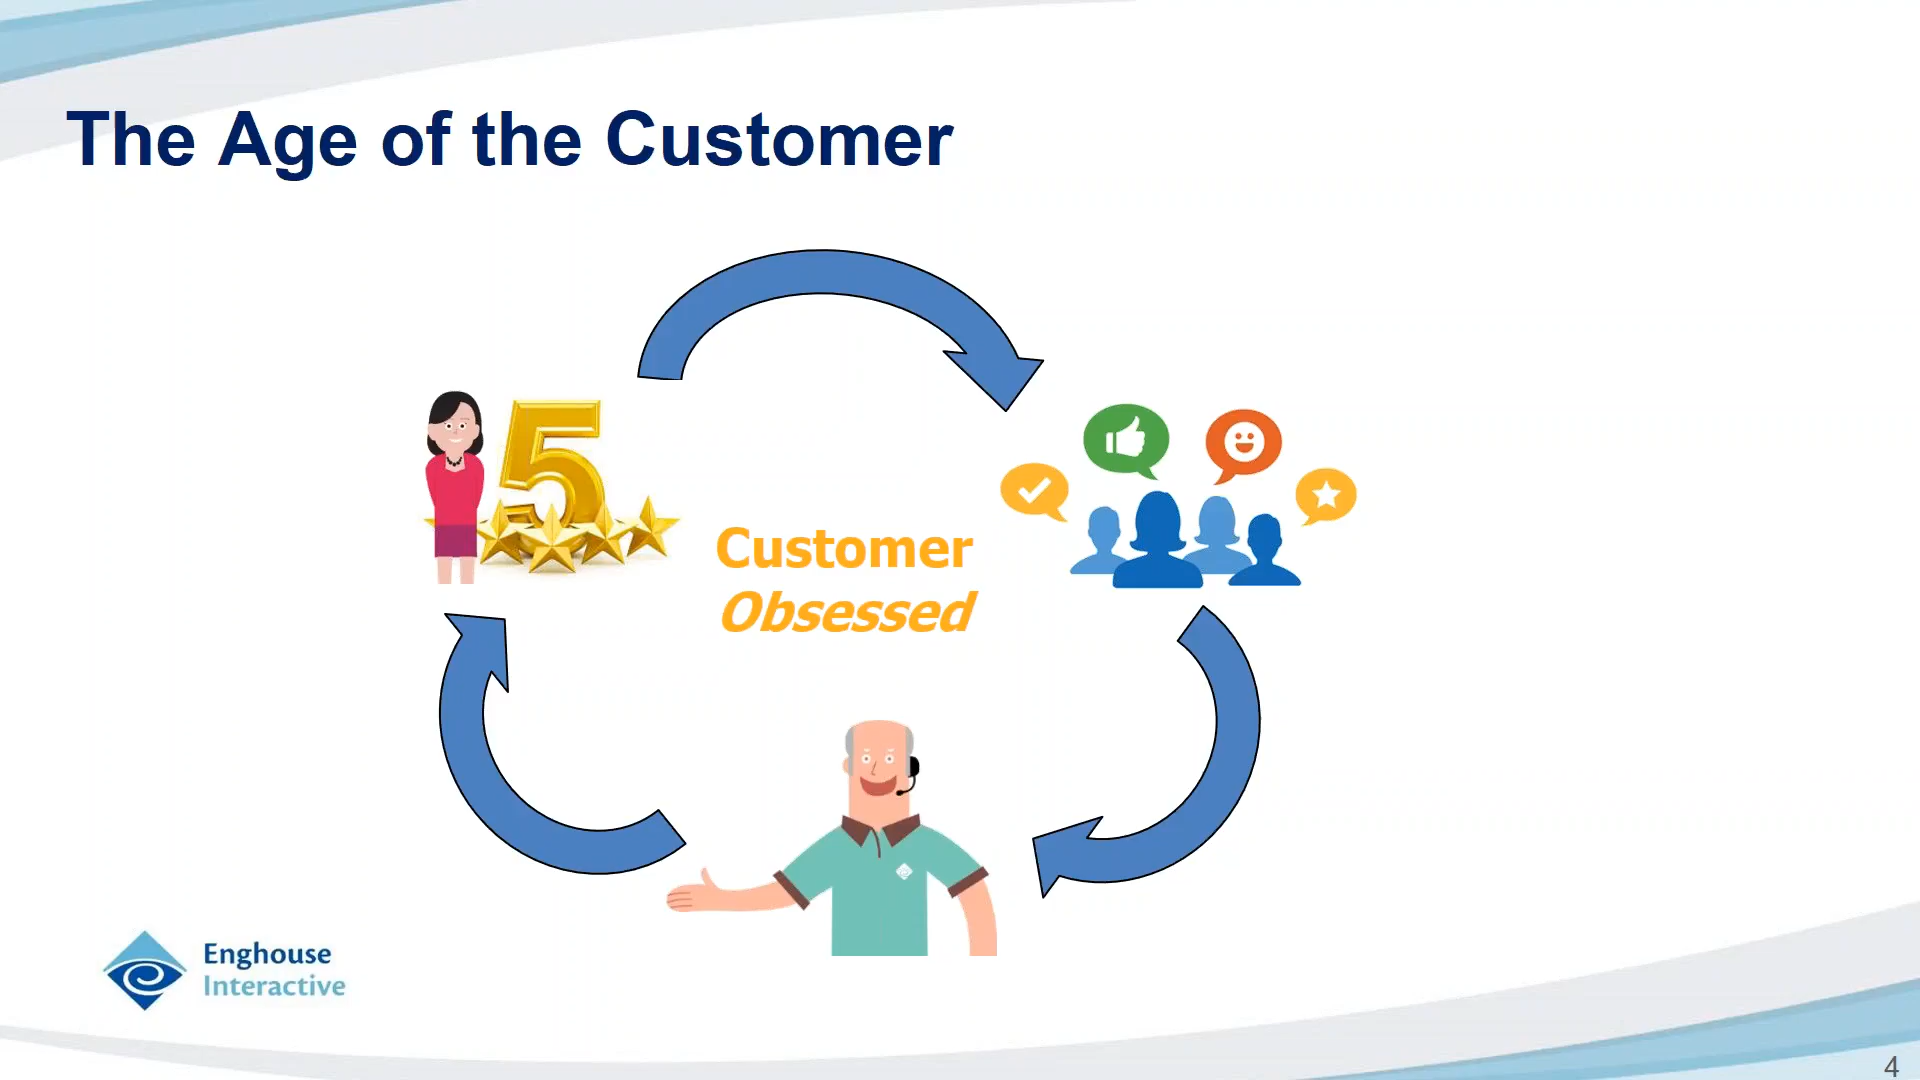 The Age of the Customer
5
Customer
Obsessed
Enghouse
Interactive
4